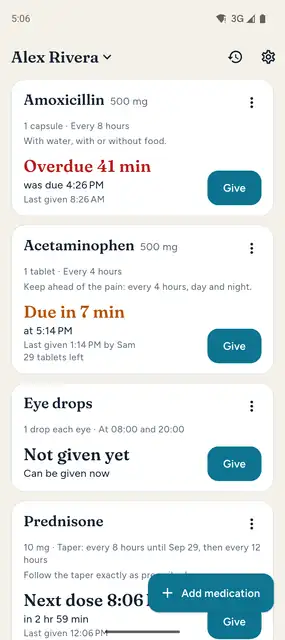 5:06
3G
Alex Rivera
Amoxicillin 500 mg
1 capsule · Every 8 hours
With water, with or without food.
Overdue 41 min
was due 4:26 PM
Last given 8:26 AM
Give
Acetaminophen 500 mg
1 tablet · Every 4 hours
Keep ahead of the pain: every 4 hours, day and night.
Due in 7 min
at 5:14 PM
Last given 1:14 PM by Sam
29 tablets left
Give
Eye drops
1 drop each eye · At 08:00 and 20:00
Not given yet
Can be given now
Give
Prednisone
10 mg · Taper: every 8 hours until Sep 29, then every 12
hours
Follow the taper exactly as
Next dose 8:06
in 2 hr 59 min
Last given 12:06 PM
Add medication
Give